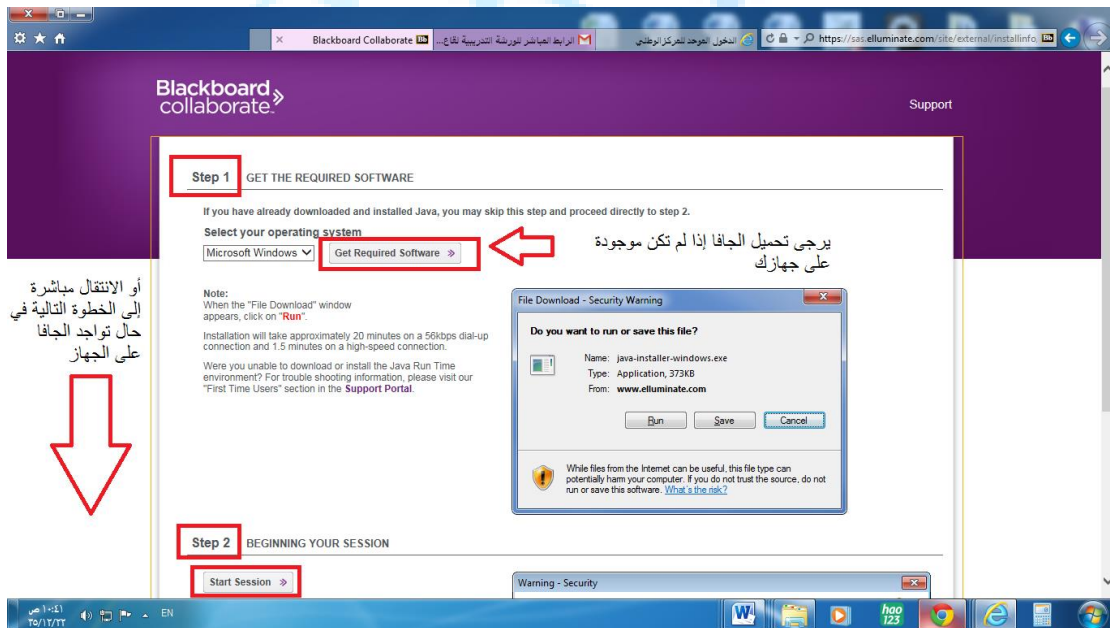 Blackboard Collaborate
الرابط المباشر للورشة التدريبية لقاع...
الدخول الموحد للمركز الوطني
https://sas.elluminate.com/site/external/installinfo
Blackboard
collaborate
Support
Step 1 GET THE REQUIRED SOFTWARE
If you have already downloaded and installed Java, you may skip this step and proceed directly to step 2.
Select your operating system
Microsoft Windows
Get Required Software »
يرجى تحميل الجافا إذا لم تكن موجودة
على جهازك
أو الانتقال مباشرة
إلى الخطوة التالية في
حال تواجد الجافا
على الجهاز
Note:
When the "File Download" window
appears, click on "Run".
Installation will take approximately 20 minutes on a 56kbps dial-up
connection and 1.5 minutes on a high-speed connection.
Were you unable to download or install the Java Run Time
environment? For trouble shooting information, please visit our
"First Time Users" section in the Support Portal.
File Download - Security Warning
Do you want to run or save this file?
Name: java-installer-windows.exe
Type: Application, 373KB
From: www.elluminate.com
Run Save Cancel
While files from the Internet can be useful, this file type can
potentially harm your computer. If you do not trust the source, do not
run or save this software. What's the risk?
Step 2 BEGINNING YOUR SESSION
Start Session »
Warning - Security
١٠:٤١ ص
EN
hao
123